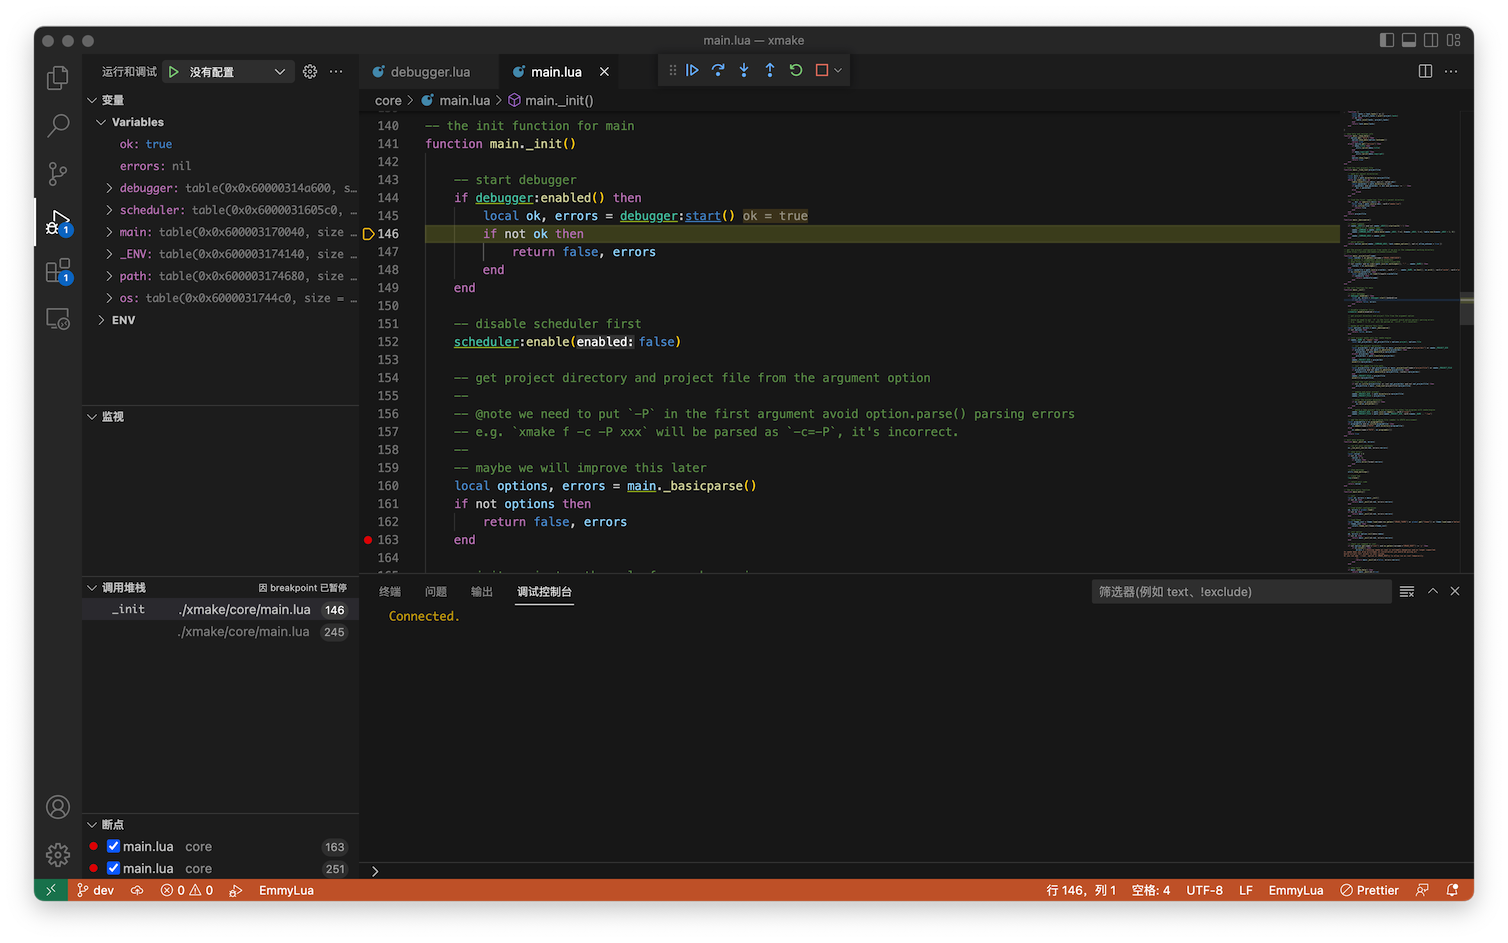 main.lua — xmake
运行和调试 没有配置
debugger.lua main.lua
变量
core main.lua main._init()
Variables
ok: true
errors: nil
debugger: table(0x0x60000314a600, s…
scheduler: table(0x0x6000031605c0, …
main: table(0x0x600003170040, size …
_ENV: table(0x0x600003174140, size …
path: table(0x0x600003174680, size …
os: table(0x0x6000031744c0, size = …
ENV
监视
调用堆栈 因 breakpoint 已暂停
_init ./xmake/core/main.lua 146
./xmake/core/main.lua 245
断点
main.lua core 163
main.lua core 251
140 -- the init function for main
141 function main._init()
142
143 -- start debugger
144 if debugger:enabled() then
145 local ok, errors = debugger:start() ok = true
146 if not ok then
147 return false, errors
148 end
149 end
150
151 -- disable scheduler first
152 scheduler:enable(enabled: false)
153
154 -- get project directory and project file from the argument option
155 --
156 -- @note we need to put `-P` in the first argument avoid option.parse() parsing errors
157 -- e.g. `xmake f -c -P xxx` will be parsed as `-c=-P`, it's incorrect.
158 --
159 -- maybe we will improve this later
160 local options, errors = main._basicparse()
161 if not options then
162 return false, errors
163 end
164
终端 问题 输出 调试控制台 筛选器(例如 text、!exclude)
Connected.
1
1
dev 0 0 EmmyLua 行 146，列 1 空格: 4 UTF-8 LF EmmyLua Prettier